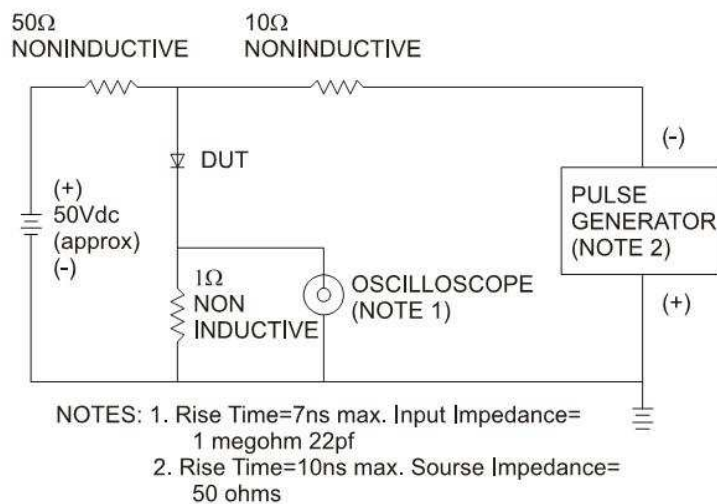 50Ω
NONINDUCTIVE
10Ω
NONINDUCTIVE
DUT
(+)
50Vdc
(approx)
(-)
1Ω
NON
INDUCTIVE
OSCILLOSCOPE
(NOTE 1)
(-)
PULSE
GENERATOR
(NOTE 2)
(+)
NOTES: 1. Rise Time=7ns max. Input Impedance=
1 megohm 22pf
2. Rise Time=10ns max. Sourse Impedance=
50 ohms